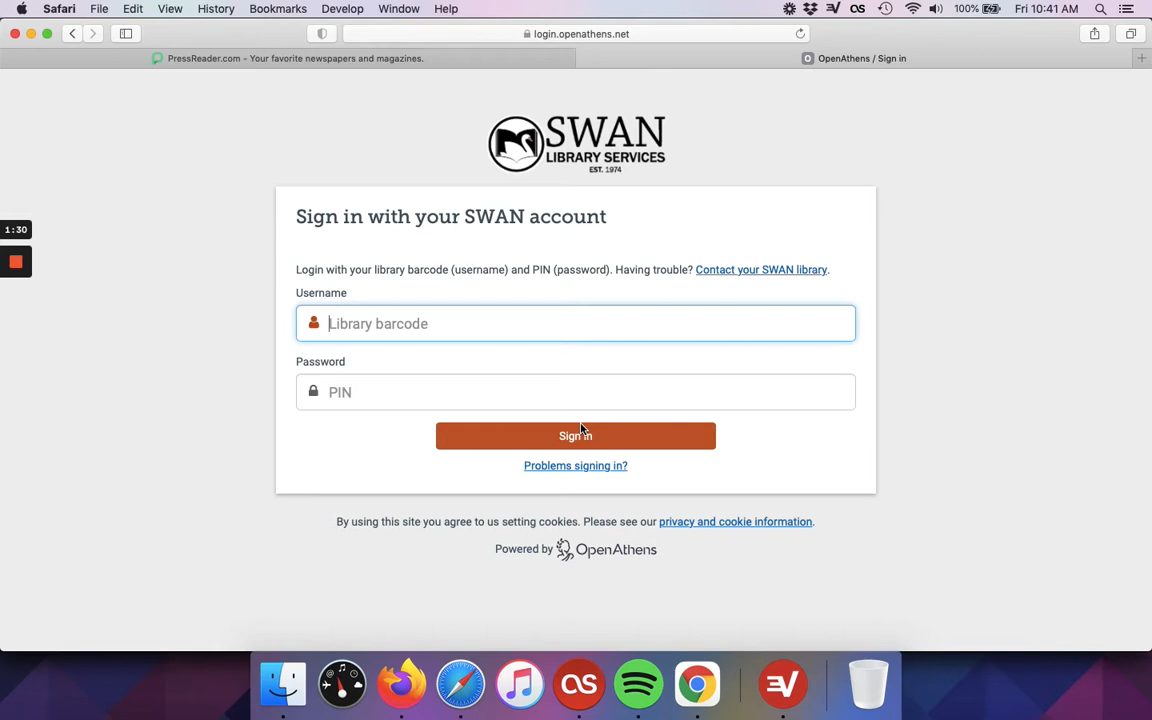 Safari File Edit View History Bookmarks Develop Window Help 100% Fri 10:41 AM
login.openathens.net
PressReader.com - Your favorite newspapers and magazines.
OpenAthens / Sign in
SWAN
LIBRARY SERVICES
EST. 1974
Sign in with your SWAN account
1:30
Login with your library barcode (username) and PIN (password). Having trouble? Contact your SWAN library.
Username
Library barcode
Password
PIN
Sign in
Problems signing in?
By using this site you agree to us setting cookies. Please see our privacy and cookie information.
Powered by OpenAthens